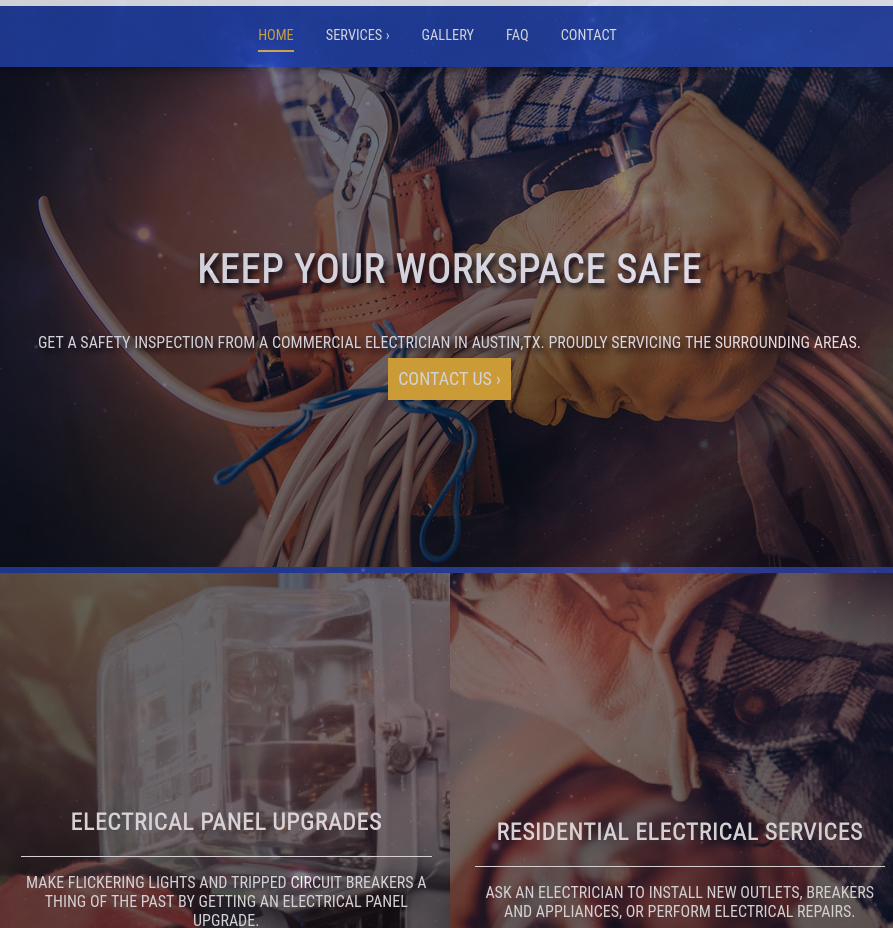 HOME SERVICES › GALLERY FAQ CONTACT
KEEP YOUR WORKSPACE SAFE
GET A SAFETY INSPECTION FROM A COMMERCIAL ELECTRICIAN IN AUSTIN,TX. PROUDLY SERVICING THE SURROUNDING AREAS.
CONTACT US ›
ELECTRICAL PANEL UPGRADES
MAKE FLICKERING LIGHTS AND TRIPPED CIRCUIT BREAKERS A
THING OF THE PAST BY GETTING AN ELECTRICAL PANEL
UPGRADE.
RESIDENTIAL ELECTRICAL SERVICES
ASK AN ELECTRICIAN TO INSTALL NEW OUTLETS, BREAKERS
AND APPLIANCES, OR PERFORM ELECTRICAL REPAIRS.